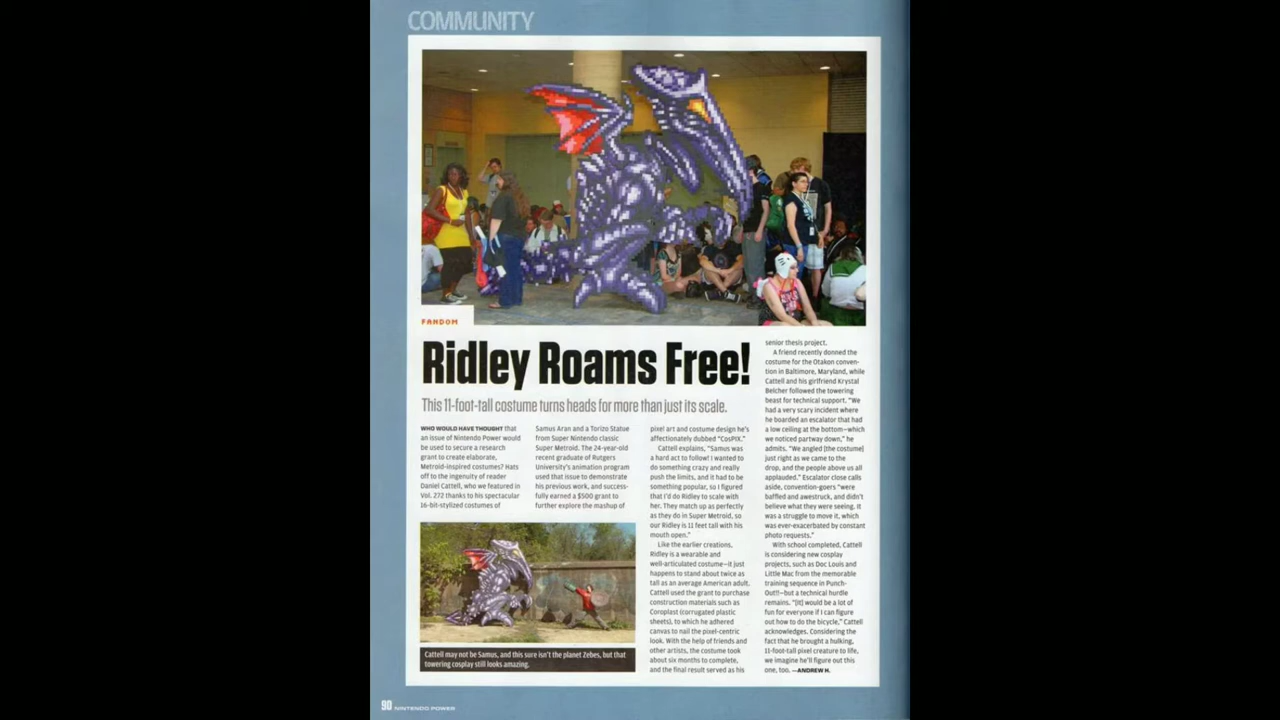 COMMUNITY
FANDOM
Ridley Roams Free!
This 11-foot-tall costume turns heads for more than just its scale.
WHO WOULD HAVE THOUGHT that
an issue of Nintendo Power would
be used to secure a research
grant to create elaborate,
Metroid-inspired costumes? Hats
off to the ingenuity of reader
Daniel Cattell, who we featured in
Vol. 272 thanks to his spectacular
16-bit-stylized costumes of
Samus Aran and a Torizo Statue
from Super Nintendo classic
Super Metroid. The 24-year-old
recent graduate of Rutgers
University's animation program
used that issue to demonstrate
his previous work, and success-
fully earned a $500 grant to
further explore the mashup of
pixel art and costume design he's
affectionately dubbed "CosPIX."
Cattell explains, "Samus was
a hard act to follow! I wanted to
do something crazy and really
push the limits, and it had to be
something popular, so I figured
that I'd do Ridley to scale with
her. They match up as perfectly
as they do in Super Metroid, so
our Ridley is 11 feet tall with his
mouth open."
Like the earlier creations,
Ridley is a wearable and
well-articulated costume—it just
happens to stand about twice as
tall as an average American adult.
Cattell used the grant to purchase
construction materials such as
Coroplast (corrugated plastic
sheets), to which he adhered
canvas to nail the pixel-centric
look. With the help of friends and
other artists, the costume took
about six months to complete,
and the final result served as his
senior thesis project.
A friend recently donned the
costume for the Otakon conven-
tion in Baltimore, Maryland, while
Cattell and his girlfriend Krystal
Belcher followed the towering
beast for technical support. "We
had a very scary incident where
he boarded an escalator that had
a low ceiling at the bottom—which
we noticed partway down," he
admits. "We angled [the costume]
just right as we came to the
drop, and the people above us all
applauded." Escalator close calls
aside, convention-goers "were
baffled and awestruck, and didn't
believe what they were seeing. It
was a struggle to move it, which
was ever-exacerbated by constant
photo requests."
With school completed, Cattell
is considering new cosplay
projects, such as Doc Louis and
Little Mac from the memorable
training sequence in Punch-
Out!!—but a technical hurdle
remains. "[It] would be a lot of
fun for everyone if I can figure
out how to do the bicycle," Cattell
acknowledges. Considering the
fact that he brought a hulking,
11-foot-tall pixel creature to life,
we imagine he'll figure out this
one, too. —ANDREW H.
Cattell may not be Samus, and this sure isn't the planet Zebes, but that
towering cosplay still looks amazing.
90 NINTENDO POWER